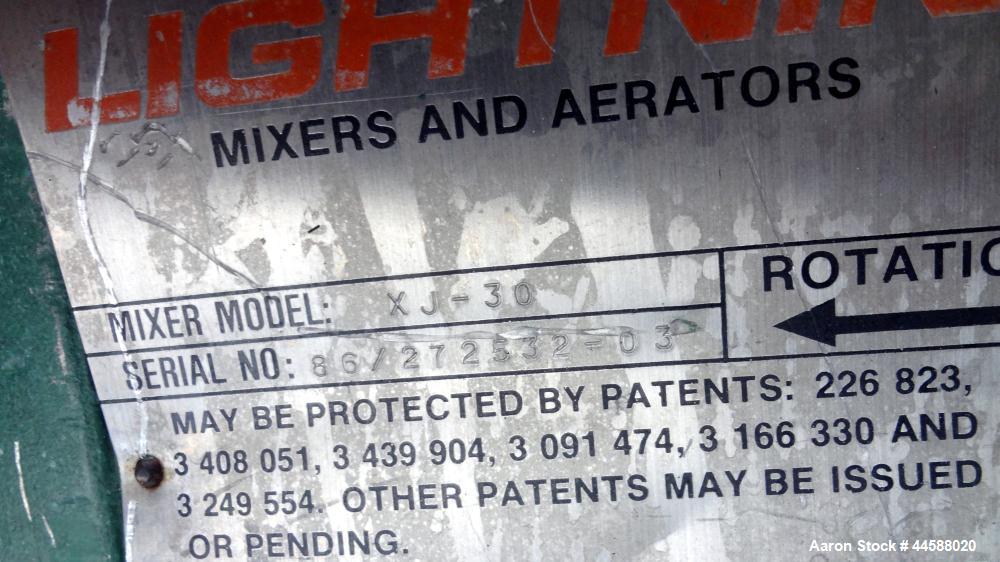 LIGHTNIN
MIXERS AND AERATORS
ROTATIO
MIXER MODEL: XJ-30
SERIAL NO: 86/272532-03
MAY BE PROTECTED BY PATENTS: 226 823,
3 408 051, 3 439 904, 3 091 474, 3 166 330 AND
3 249 554. OTHER PATENTS MAY BE ISSUED
OR PENDING.
Aaron Stock # 44588020